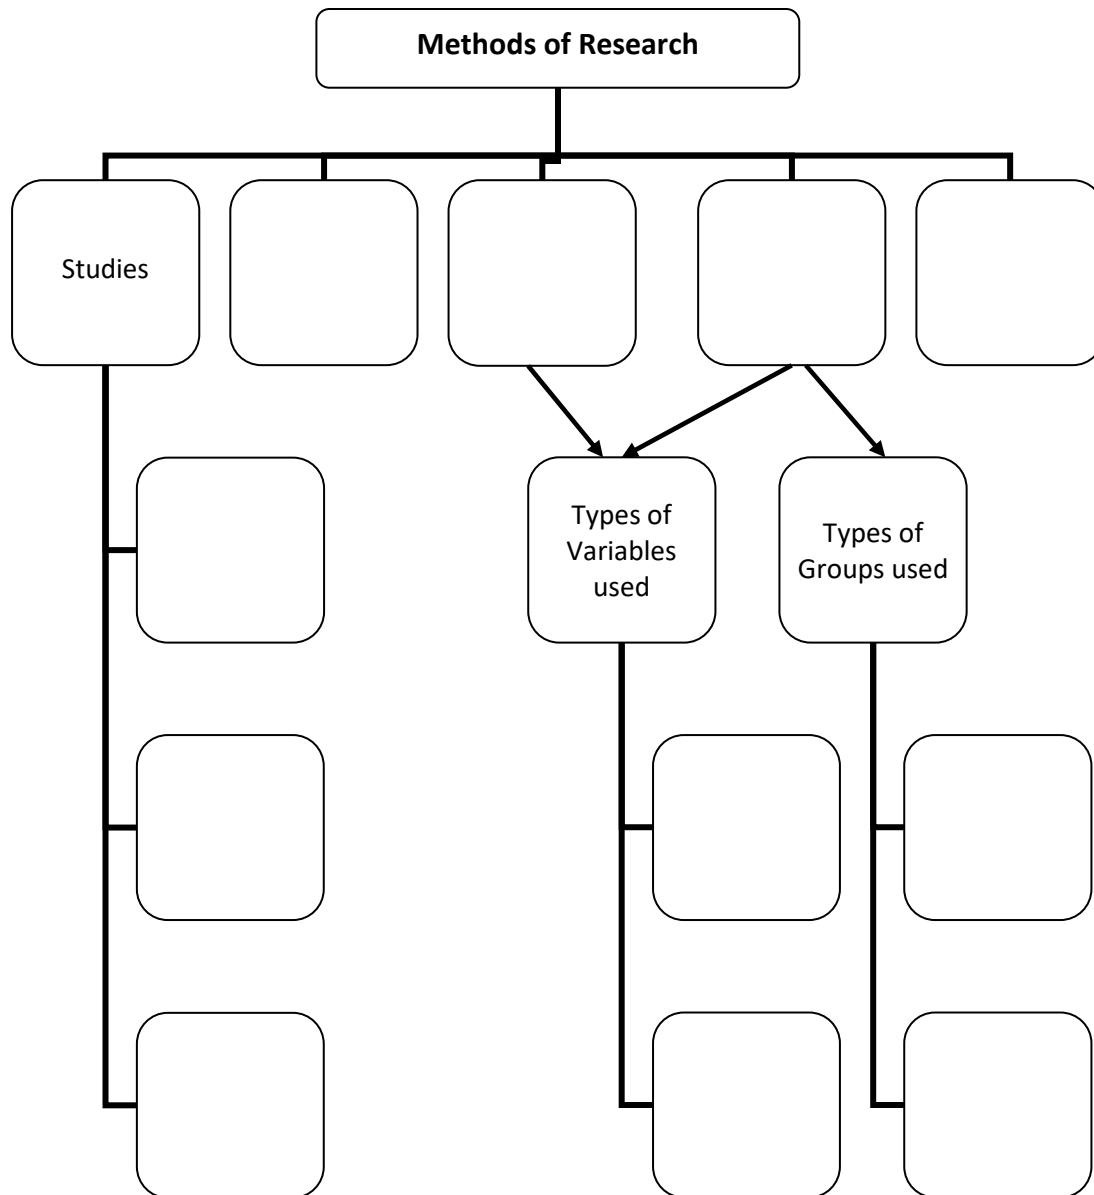 Methods of Research
Studies
Types of
Variables
used
Types of
Groups used